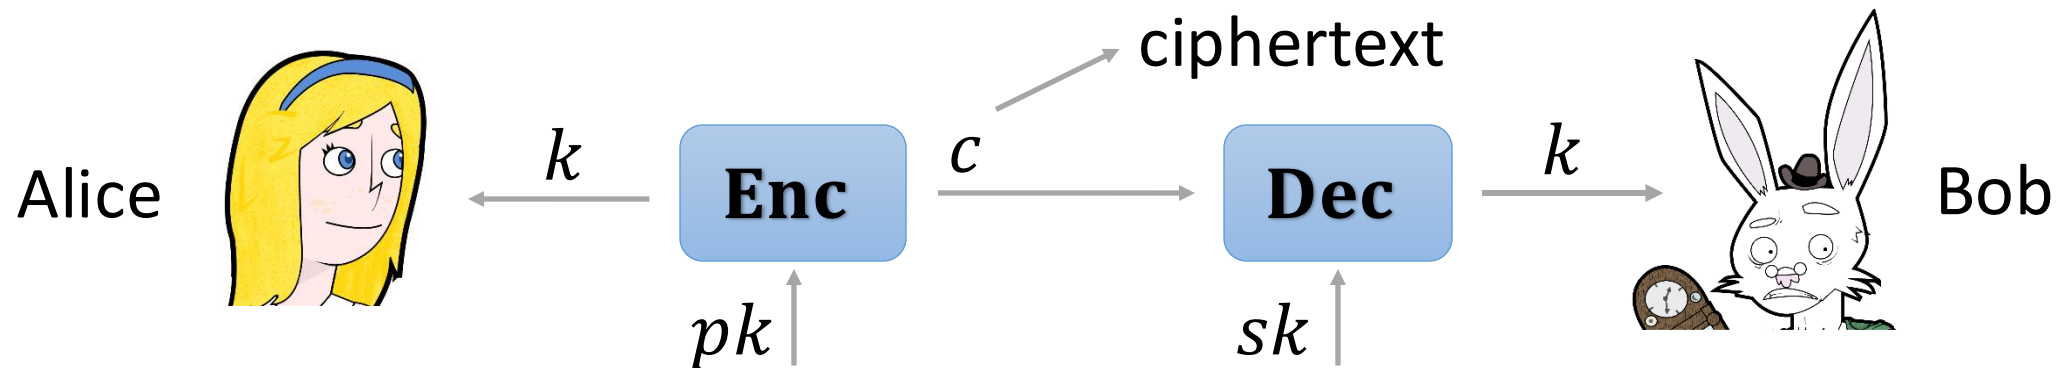 ciphertext
Alice
k
Enc
c
Dec
k
Bob
pk
sk